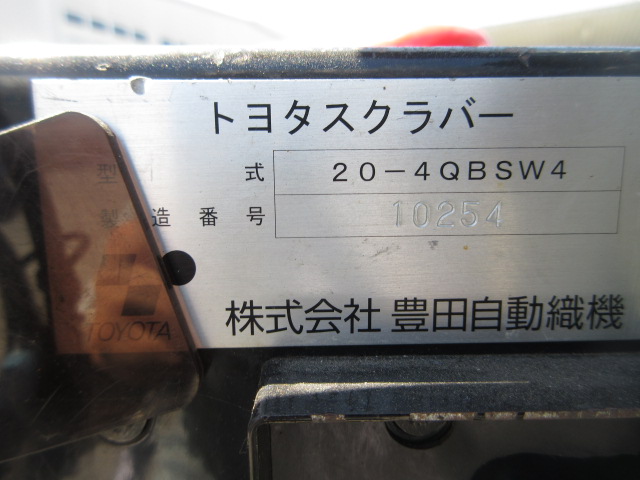 トヨタスクラバー
型式 20-4QBSW4
製造番号 10254
TOYOTA
株式会社 豊田自動織機